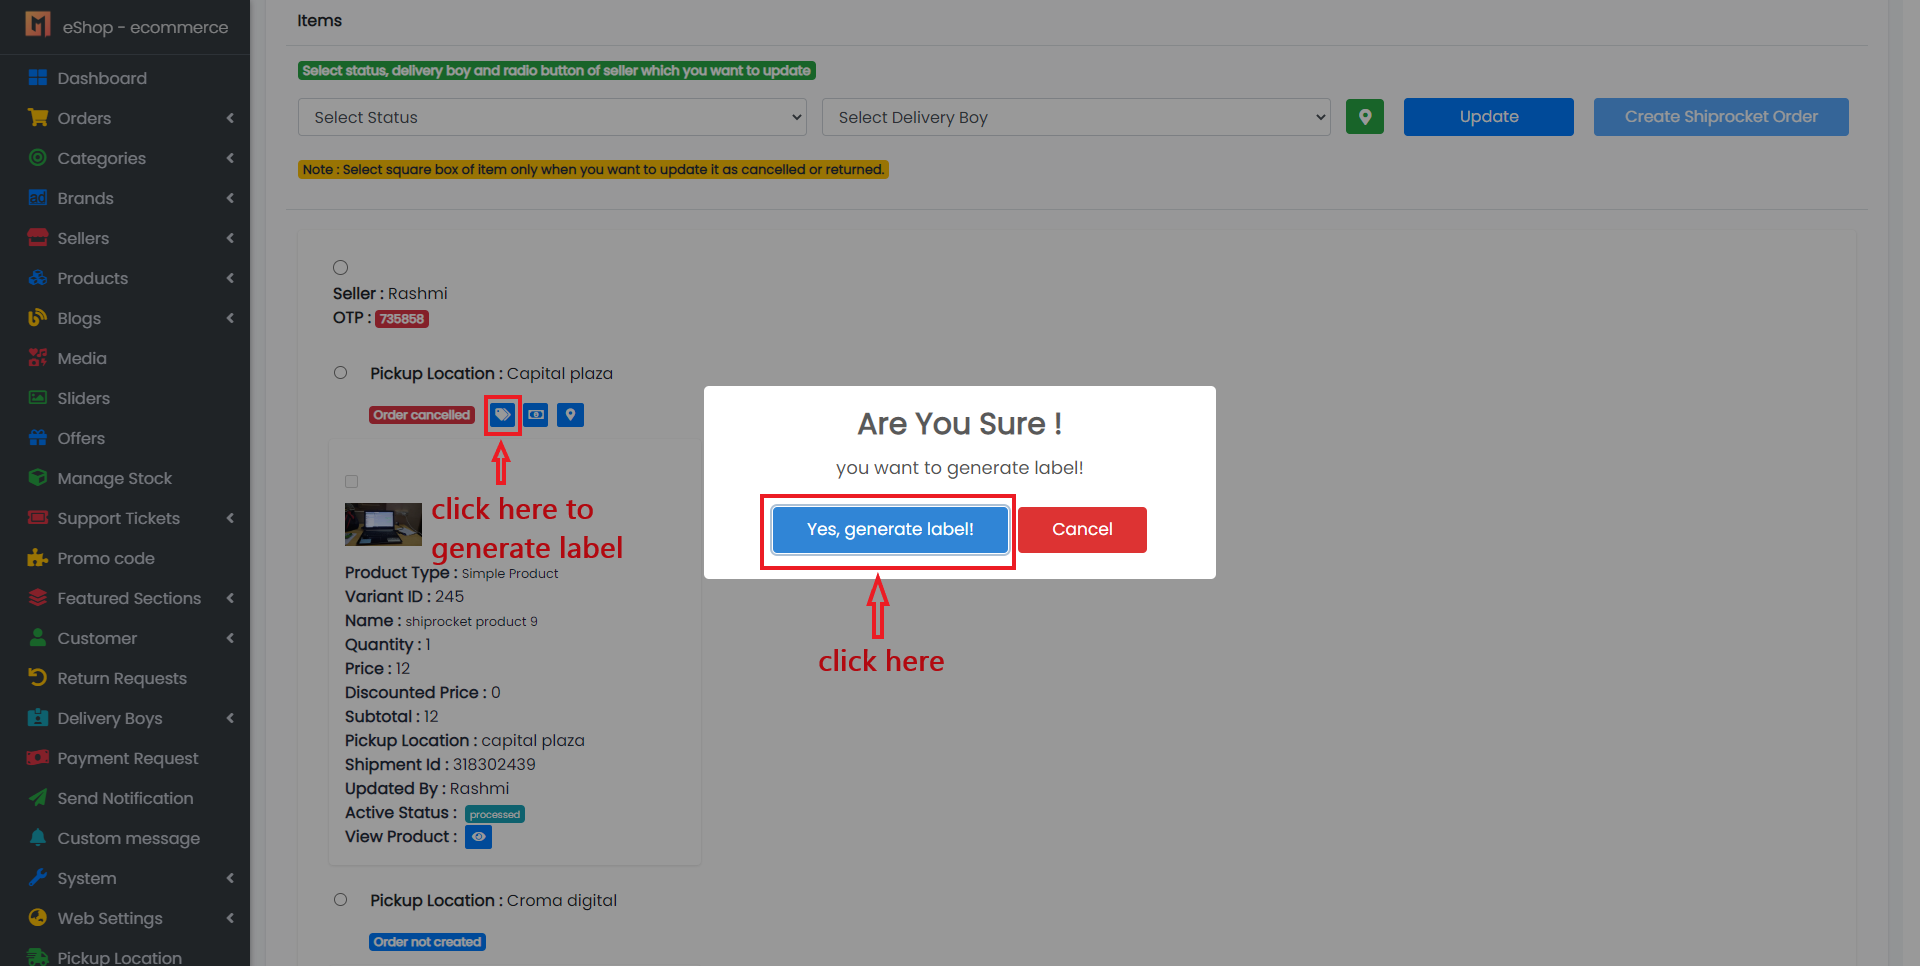 eShop - ecommerce
Dashboard
Orders
Categories
Brands
Sellers
Products
Blogs
Media
Sliders
Offers
Manage Stock
Support Tickets
Promo code
Featured Sections
Customer
Return Requests
Delivery Boys
Payment Request
Send Notification
Custom message
System
Web Settings
Pickup Location
Items
Select status, delivery boy and radio button of seller which you want to update
Select Status
Select Delivery Boy
Update
Create Shiprocket Order
Note : Select square box of item only when you want to update it as cancelled or returned.
Seller : Rashmi
OTP : 735858
Pickup Location : Capital plaza
Order cancelled
click here to
generate label
Product Type : Simple Product
Variant ID : 245
Name : shiprocket product 9
Quantity : 1
Price : 12
Discounted Price : 0
Subtotal : 12
Pickup Location : capital plaza
Shipment Id : 318302439
Updated By : Rashmi
Active Status : processed
View Product :
Pickup Location : Croma digital
Order not created
Are You Sure !
you want to generate label!
Yes, generate label!
Cancel
click here